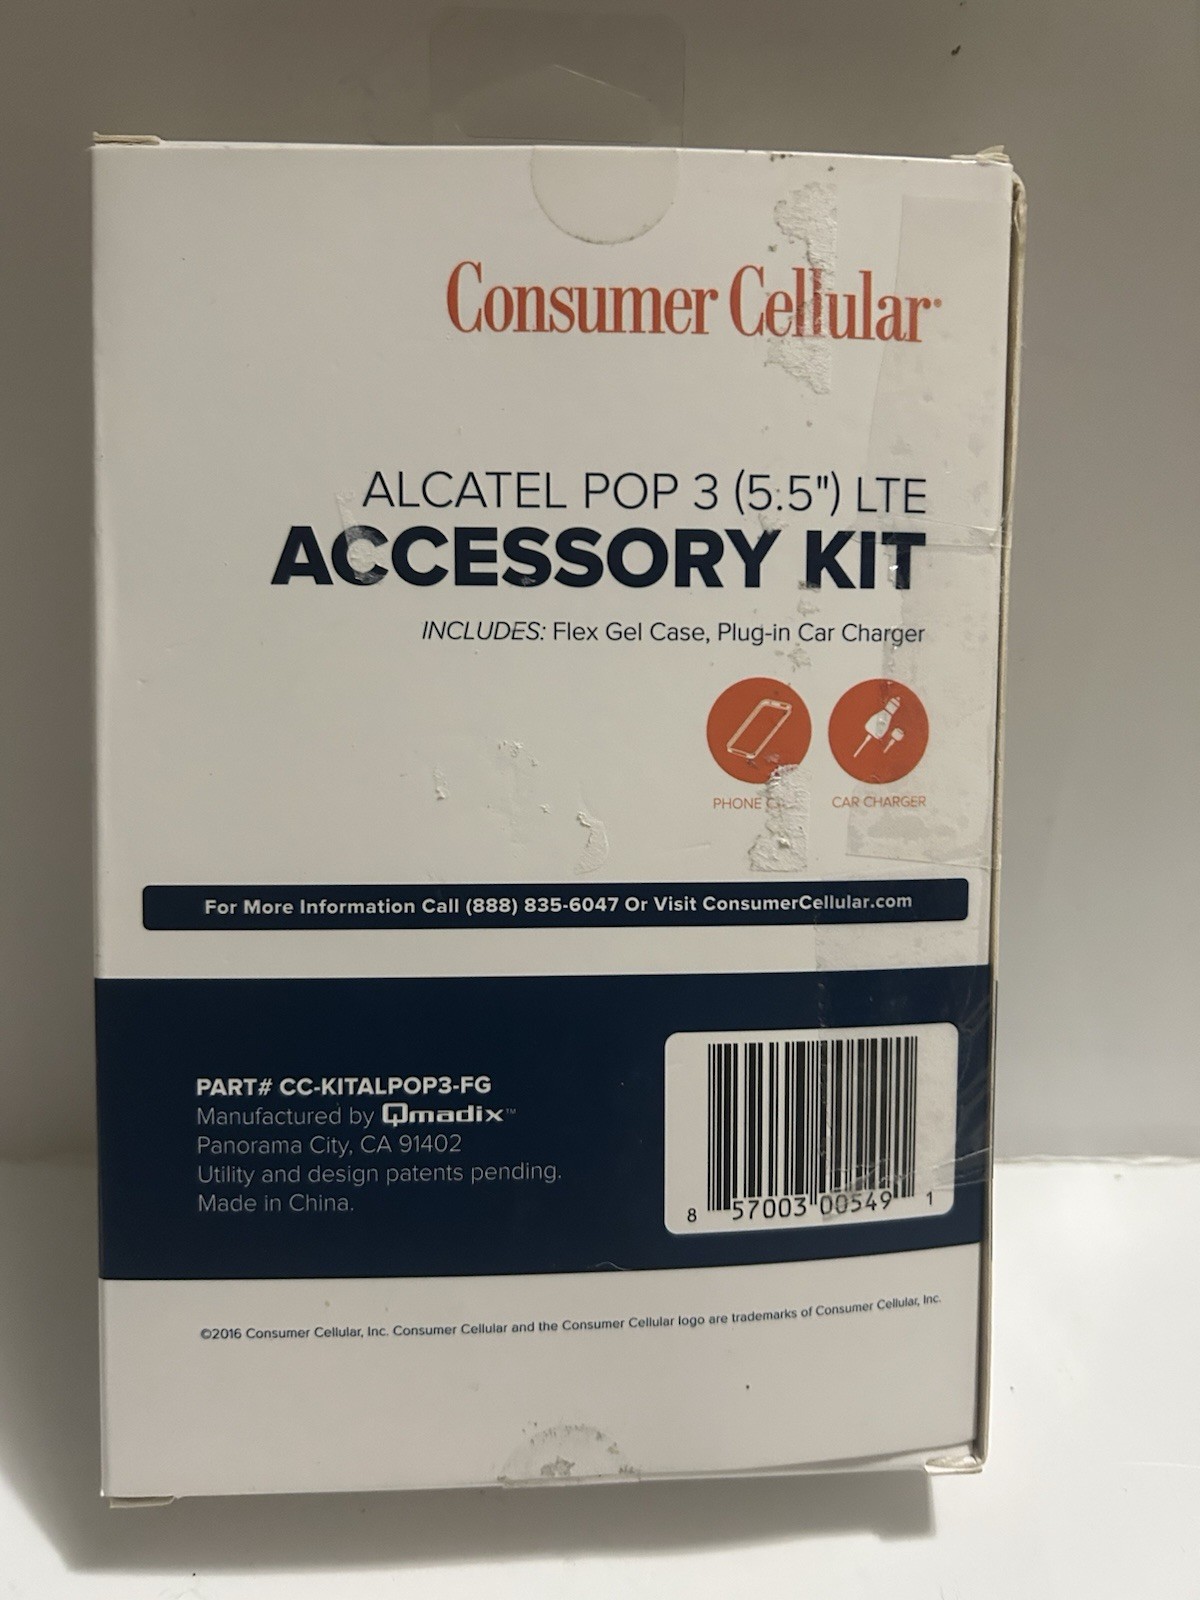 Consumer Cellular
ALCATEL POP 3 (5.5") LTE
ACCESSORY KIT
INCLUDES: Flex Gel Case, Plug-in Car Charger
PHONE
CAR CHARGER
For More Information Call (888) 835-6047 Or Visit ConsumerCellular.com
PART# CC-KITALPOP3-FG
Manufactured by Qmadix™
Panorama City, CA 91402
Utility and design patents pending.
Made in China.
8 57003 00549 1
©2016 Consumer Cellular, Inc. Consumer Cellular and the Consumer Cellular logo are trademarks of Consumer Cellular, Inc.